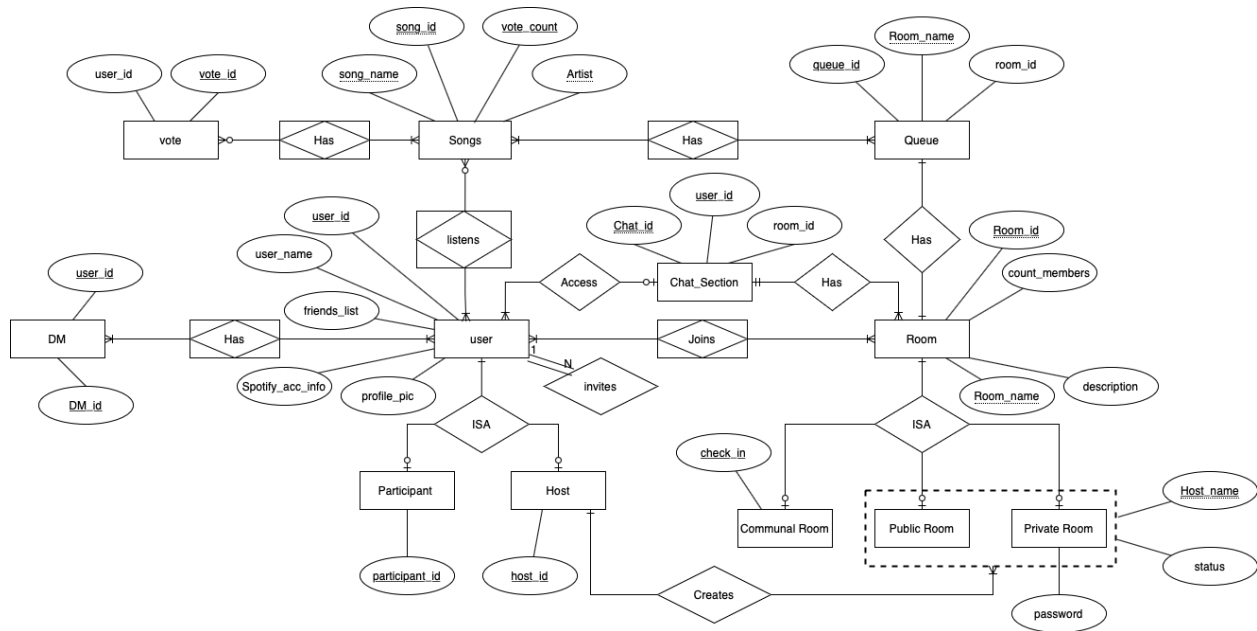 song_id
vote_count
Room_name
user_id
vote_id
song_name
Artist
queue_id
room_id
vote
Has
Songs
Has
Queue
user_id
user_id
Chat_id
room_id
Room_id
user_name
listens
Has
user_id
count_members
friends_list
Access
Chat_Section
Has
DM
Has
user
Joins
Room
1
N
Spotify_acc_info
profile_pic
invites
description
Room_name
DM_id
ISA
ISA
check_in
Participant
Host
Host_name
Communal Room
Public Room
Private Room
status
participant_id
host_id
Creates
password